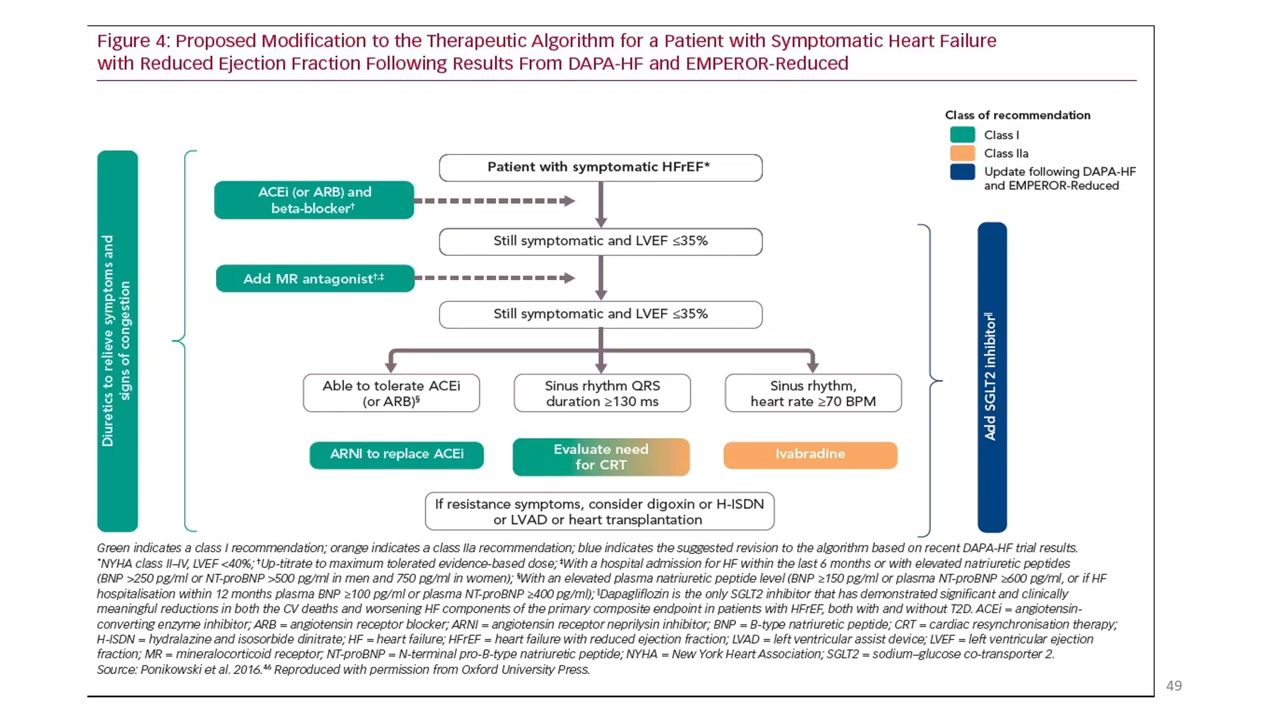 Figure 4: Proposed Modification to the Therapeutic Algorithm for a Patient with Symptomatic Heart Failure
with Reduced Ejection Fraction Following Results From DAPA-HF and EMPEROR-Reduced
Class of recommendation
Class I
Class IIa
Update following DAPA-HF
and EMPEROR-Reduced
Diuretics to relieve symptoms and
signs of congestion
Patient with symptomatic HFrEF*
ACEi (or ARB) and
beta-blocker†
Still symptomatic and LVEF ≤35%
Add MR antagonist†,‡
Still symptomatic and LVEF ≤35%
Able to tolerate ACEi
(or ARB)§
Sinus rhythm QRS
duration ≥130 ms
Sinus rhythm,
heart rate ≥70 BPM
ARNI to replace ACEi
Evaluate need
for CRT
Ivabradine
If resistance symptoms, consider digoxin or H-ISDN
or LVAD or heart transplantation
Add SGLT2 inhibitor||
Green indicates a class I recommendation; orange indicates a class IIa recommendation; blue indicates the suggested revision to the algorithm based on recent DAPA-HF trial results.
*NYHA class II–IV, LVEF <40%; †Up-titrate to maximum tolerated evidence-based dose; ‡With a hospital admission for HF within the last 6 months or with elevated natriuretic peptides
(BNP >250 pg/ml or NT-proBNP >500 pg/ml in men and 750 pg/ml in women); §With an elevated plasma natriuretic peptide level (BNP ≥150 pg/ml or plasma NT-proBNP ≥600 pg/ml, or if HF
hospitalisation within 12 months plasma BNP ≥100 pg/ml or plasma NT-proBNP ≥400 pg/ml); ||Dapagliflozin is the only SGLT2 inhibitor that has demonstrated significant and clinically
meaningful reductions in both the CV deaths and worsening HF components of the primary composite endpoint in patients with HFrEF, both with and without T2D. ACEi = angiotensin-
converting enzyme inhibitor; ARB = angiotensin receptor blocker; ARNI = angiotensin receptor neprilysin inhibitor; BNP = B-type natriuretic peptide; CRT = cardiac resynchronisation therapy;
H-ISDN = hydralazine and isosorbide dinitrate; HF = heart failure; HFrEF = heart failure with reduced ejection fraction; LVAD = left ventricular assist device; LVEF = left ventricular ejection
fraction; MR = mineralocorticoid receptor; NT-proBNP = N-terminal pro-B-type natriuretic peptide; NYHA = New York Heart Association; SGLT2 = sodium–glucose co-transporter 2.
Source: Ponikowski et al. 2016.⁴⁶ Reproduced with permission from Oxford University Press.
49